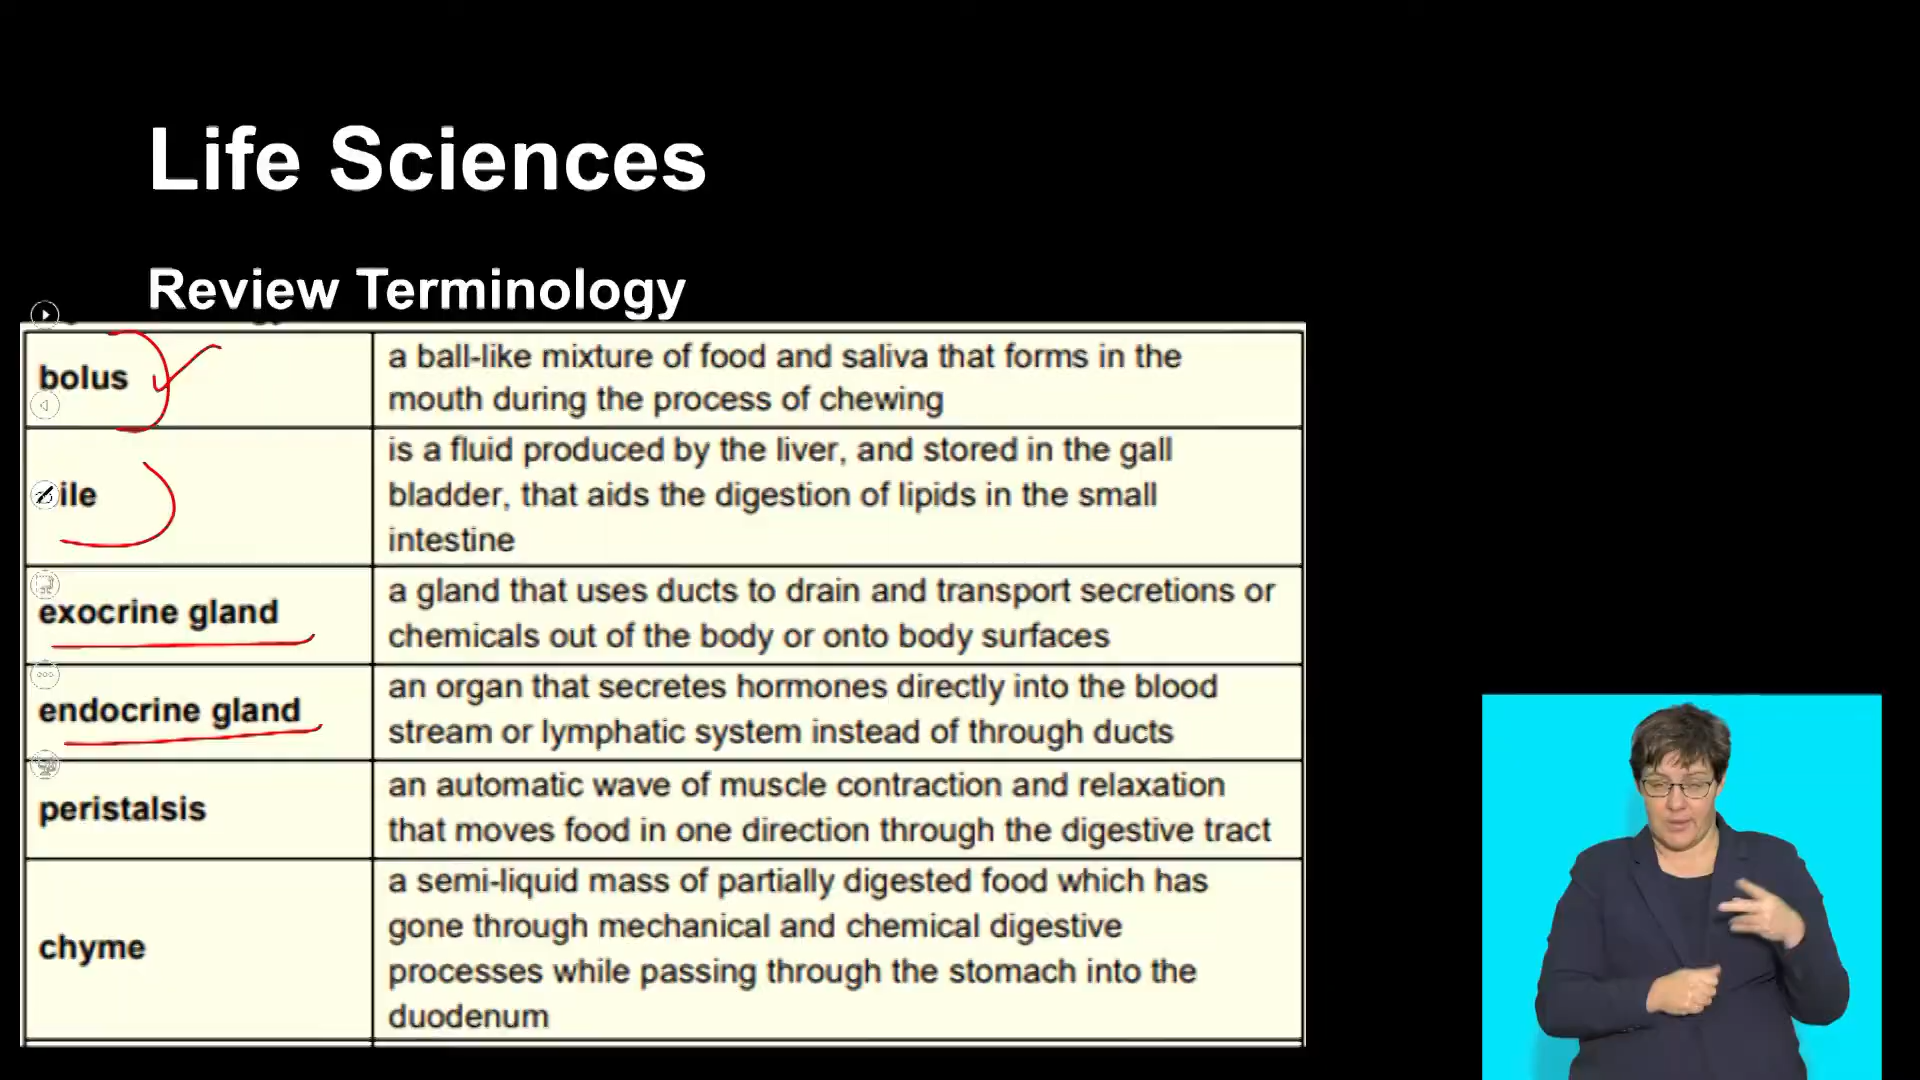 Life Sciences
Review Terminology
bolus
a ball-like mixture of food and saliva that forms in the
mouth during the process of chewing
ile
is a fluid produced by the liver, and stored in the gall
bladder, that aids the digestion of lipids in the small
intestine
exocrine gland
a gland that uses ducts to drain and transport secretions or
chemicals out of the body or onto body surfaces
endocrine gland
an organ that secretes hormones directly into the blood
stream or lymphatic system instead of through ducts
peristalsis
an automatic wave of muscle contraction and relaxation
that moves food in one direction through the digestive tract
chyme
a semi-liquid mass of partially digested food which has
gone through mechanical and chemical digestive
processes while passing through the stomach into the
duodenum